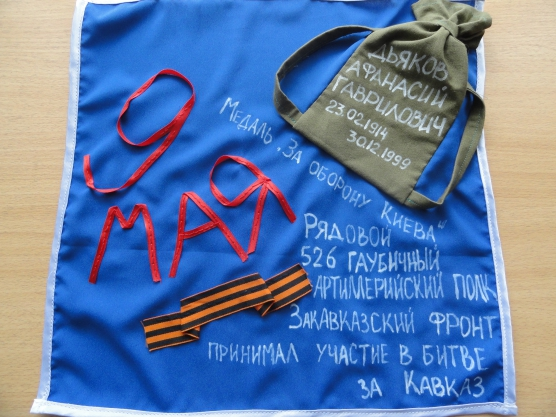 9
МАЯ
ДЬЯКОВ
АФАНАСИЙ
ГАВРИЛОВИЧ
23.02.1914
30.12.1999
МЕДАЛЬ „ЗА ОБОРОНУ КИЕВА"
РЯДОВОЙ
526 ГАУБИЧНЫЙ
АРТИМЕРИЙСКИЙ ПОЛК
ЗАКАВКАЗСКИЙ ФРОНТ
ПРИНИМАЛ УЧАСТИЕ В БИТВЕ
ЗА КАВКАЗ